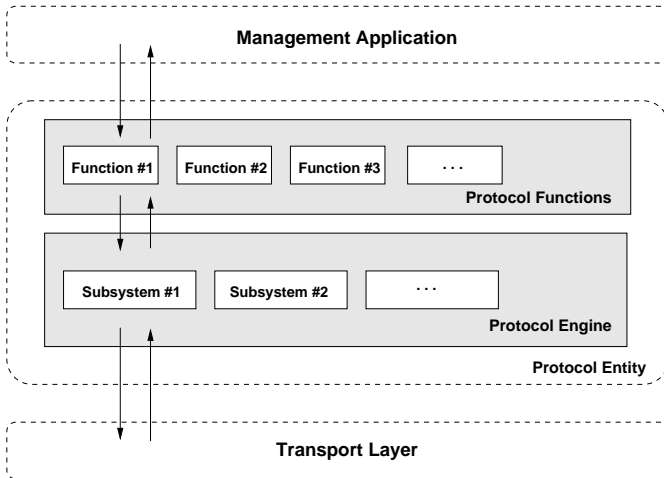 Management Application
Function #1 Function #2 Function #3 . . .
Protocol Functions
Subsystem #1 Subsystem #2 . . .
Protocol Engine
Protocol Entity
Transport Layer